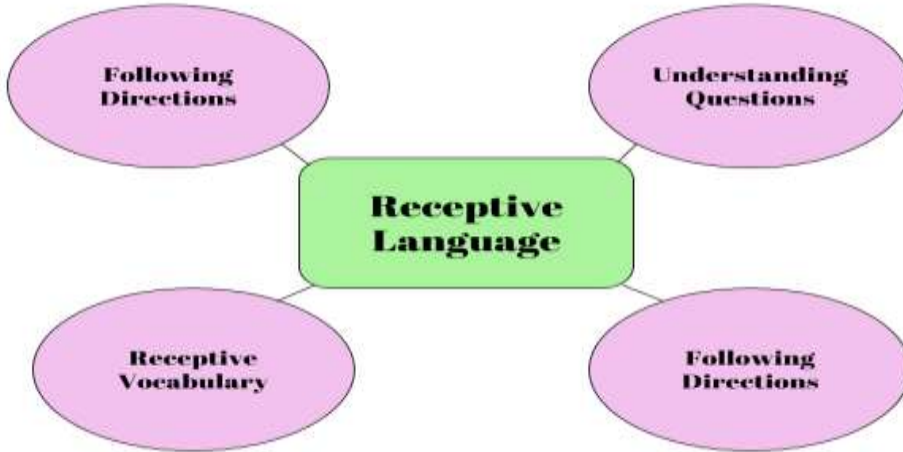 Following
Directions
Understanding
Questions
Receptive
Language
Receptive
Vocabulary
Following
Directions